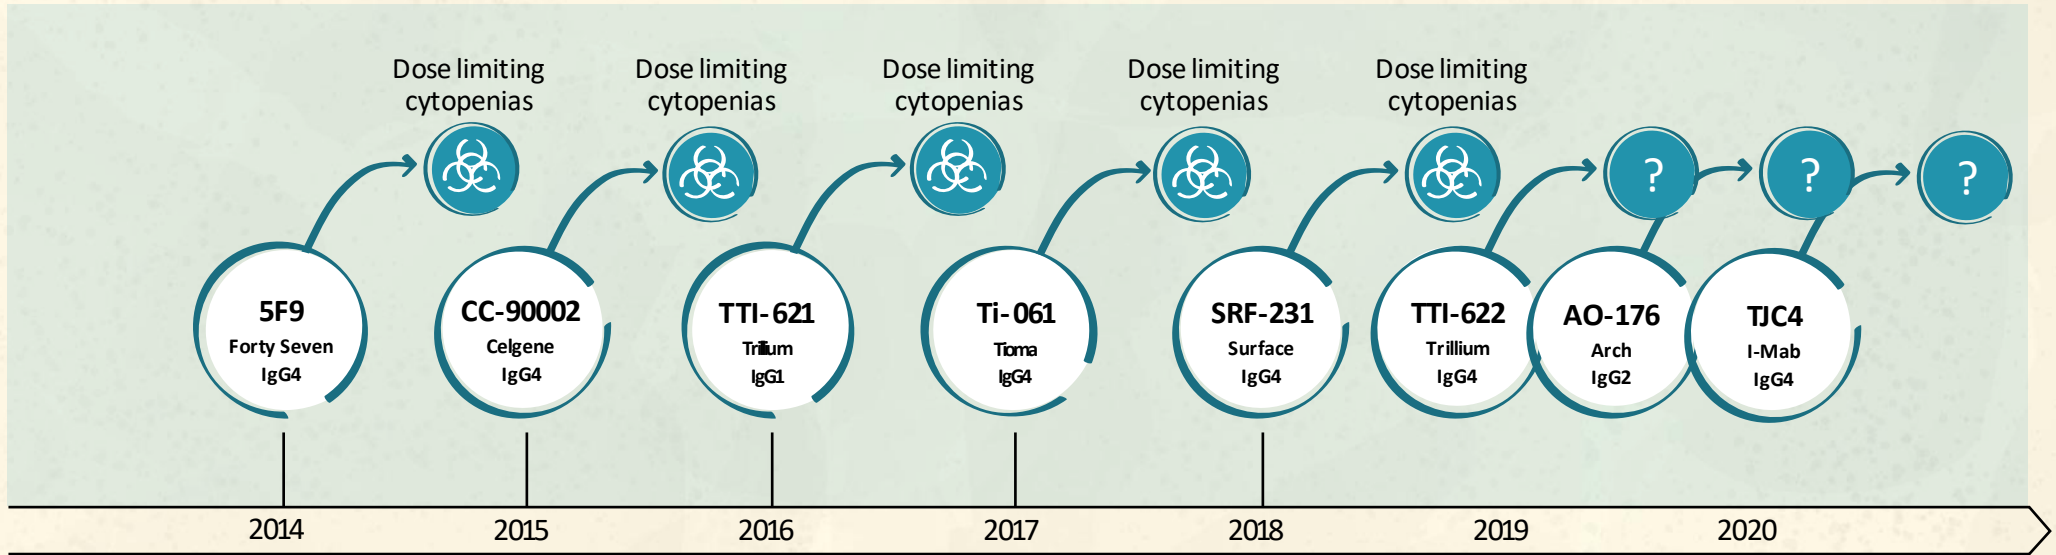 Dose limiting
cytopenias
Dose limiting
cytopenias
Dose limiting
cytopenias
Dose limiting
cytopenias
Dose limiting
cytopenias
?
?
?
5F9
Forty Seven
IgG4
CC-90002
Celgene
IgG4
TTI-621
Trillium
IgG1
Ti-061
Tioma
IgG4
SRF-231
Surface
IgG4
TTI-622
Trillium
IgG4
AO-176
Arch
IgG2
TJC4
I-Mab
IgG4
2014
2015
2016
2017
2018
2019
2020